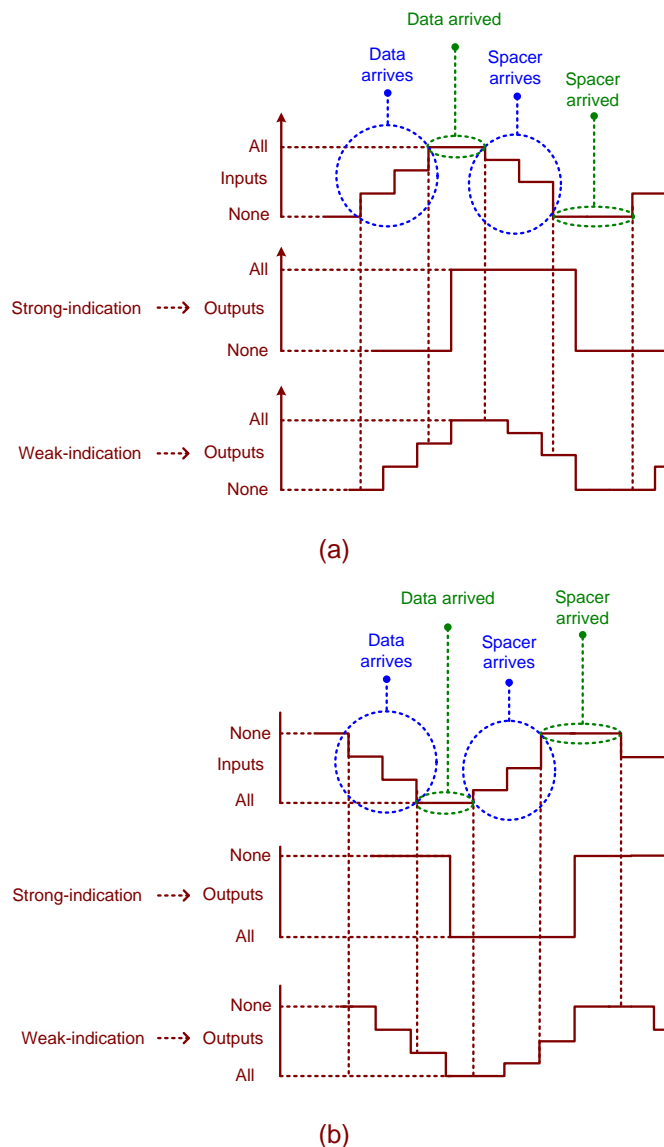 Data arrived
Data
arrives
Spacer
arrives
Spacer
arrived
All
Inputs
None
All
Strong-indication
Outputs
None
All
Weak-indication
Outputs
None
(a)
Data arrived
Spacer
arrived
Data
arrives
Spacer
arrives
None
Inputs
All
None
Strong-indication
Outputs
All
None
Weak-indication
Outputs
All
(b)